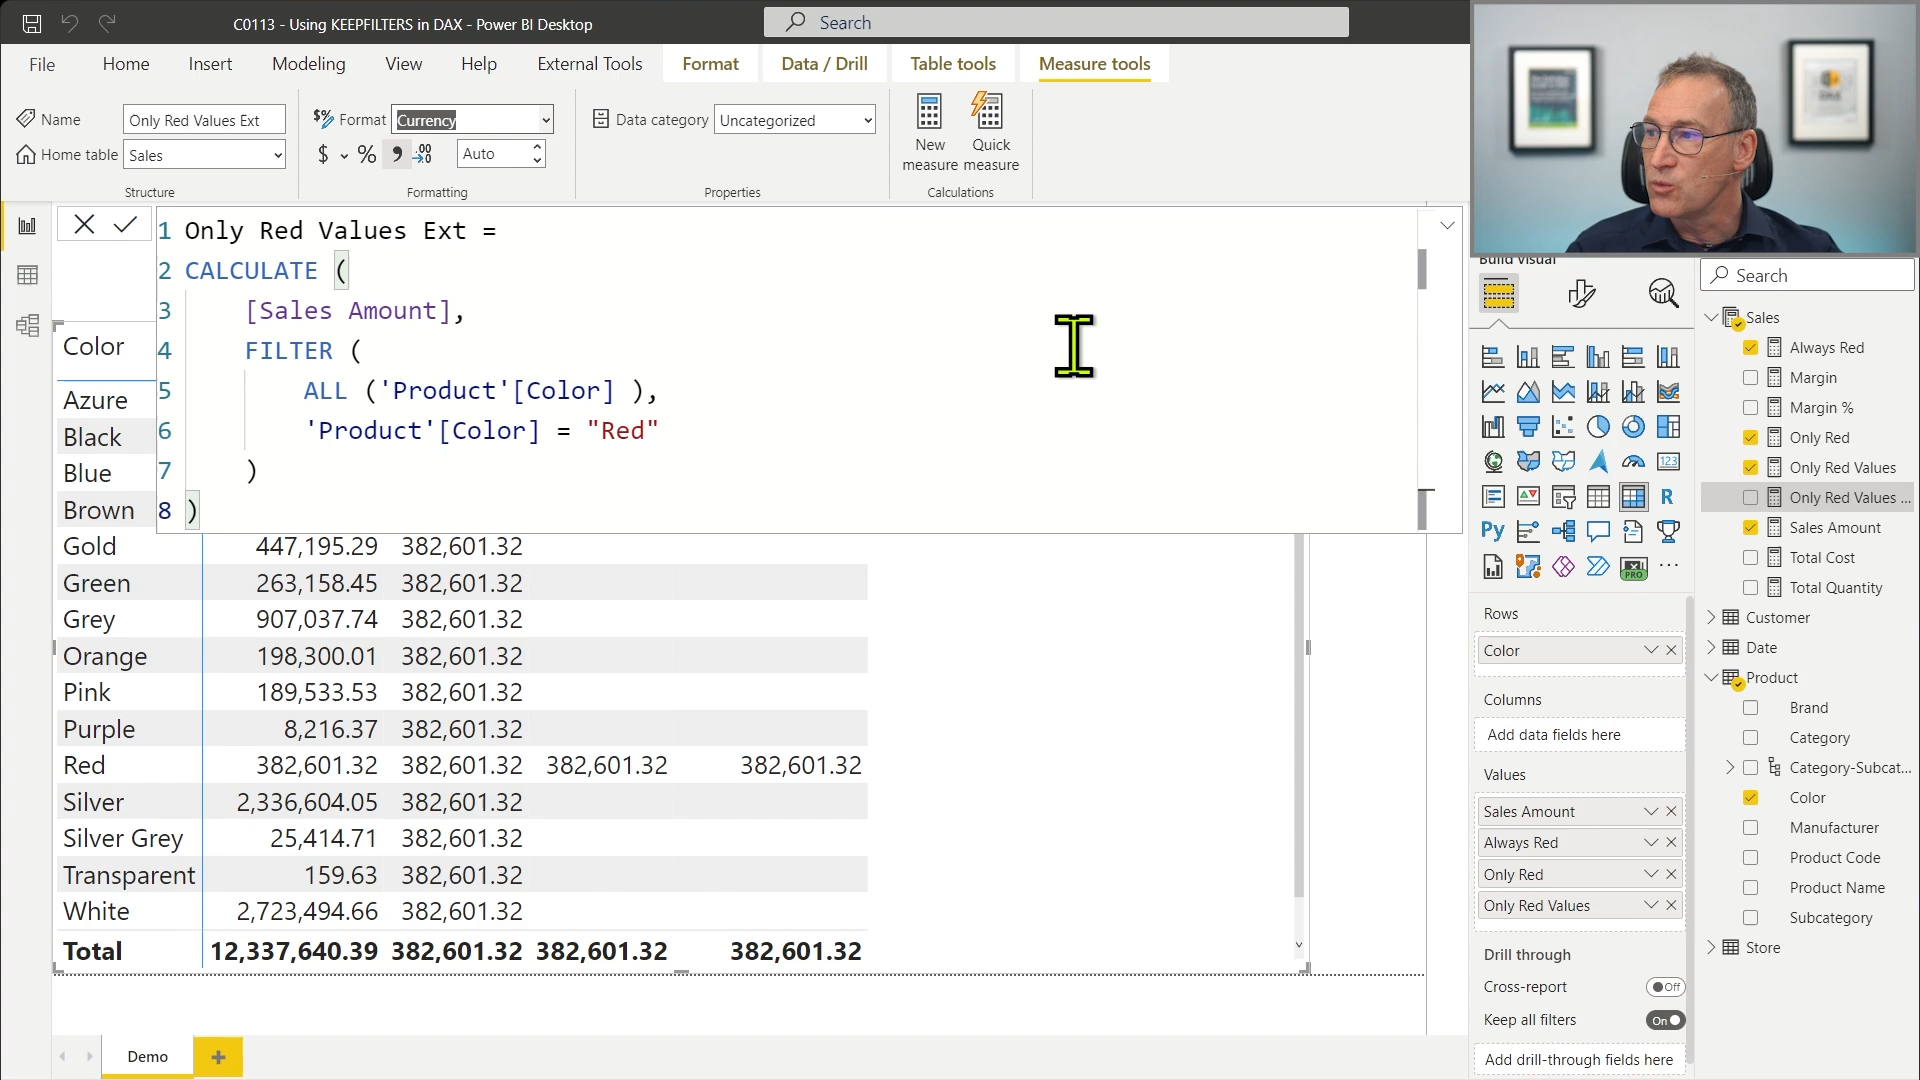 C0113 - Using KEEPFILTERS in DAX - Power BI Desktop
Search
File Home Insert Modeling View Help External Tools Format Data / Drill Table tools Measure tools
Name Only Red Values Ext
Format Currency
Data category Uncategorized
New measure
Quick measure
Home table Sales
$ % Auto
Structure Formatting Properties Calculations
1 Only Red Values Ext =
2 CALCULATE (
3 [Sales Amount],
4 FILTER (
5 ALL ('Product'[Color] ),
6 'Product'[Color] = "Red"
7 )
8 )
Color
Azure
Black
Blue
Brown
Gold 447,195.29 382,601.32
Green 263,158.45 382,601.32
Grey 907,037.74 382,601.32
Orange 198,300.01 382,601.32
Pink 189,533.53 382,601.32
Purple 8,216.37 382,601.32
Red 382,601.32 382,601.32 382,601.32 382,601.32
Silver 2,336,604.05 382,601.32
Silver Grey 25,414.71 382,601.32
Transparent 159.63 382,601.32
White 2,723,494.66 382,601.32
Total 12,337,640.39 382,601.32 382,601.32 382,601.32
Demo
Build visual
123
R
Py
PRO
Rows
Color
Columns
Add data fields here
Values
Sales Amount
Always Red
Only Red
Only Red Values
Drill through
Cross-report Off
Keep all filters On
Add drill-through fields here
Search
Sales
Always Red
Margin
Margin %
Only Red
Only Red Values
Only Red Values ...
Sales Amount
Total Cost
Total Quantity
Customer
Date
Product
Brand
Category
Category-Subcat...
Color
Manufacturer
Product Code
Product Name
Subcategory
Store